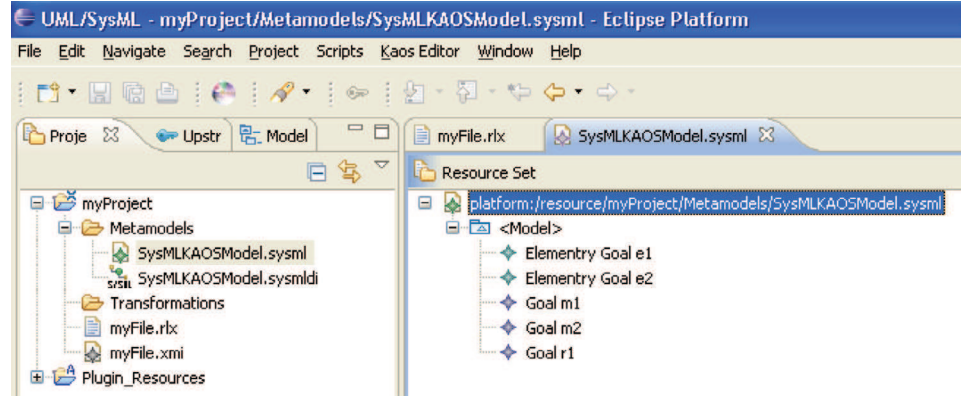 UML/SysML - myProject/Metamodels/SysMLKAOSModel.sysml - Eclipse Platform
File Edit Navigate Search Project Scripts Kaos Editor Window Help
Proje Upstr Model myFile.rlx SysMLKAOSModel.sysml
Resource Set
myProject
Metamodels
SysMLKAOSModel.sysml
SysMLKAOSModel.sysmldi
Transformations
myFile.rlx
myFile.xmi
Plugin_Resources
platform:/resource/myProject/Metamodels/SysMLKAOSModel.sysml
<Model>
Elementry Goal e1
Elementry Goal e2
Goal m1
Goal m2
Goal r1